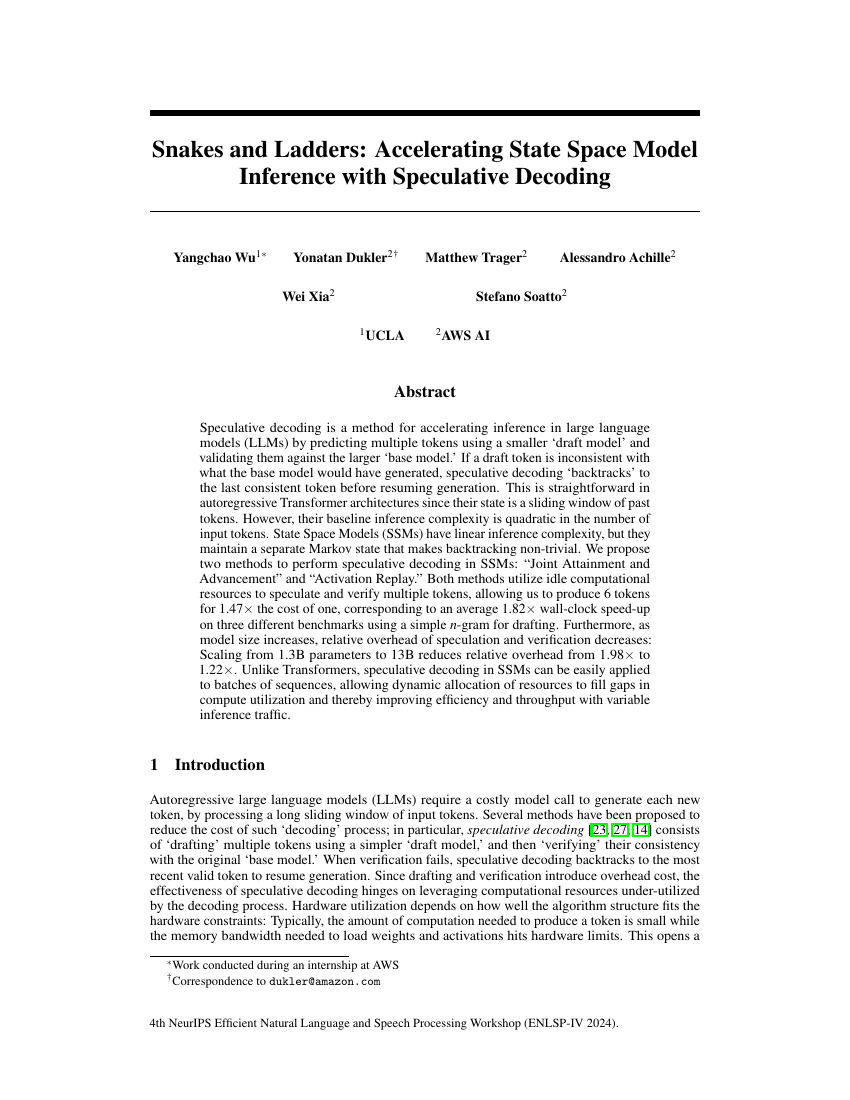 Snakes and Ladders: Accelerating State Space Model
Inference with Speculative Decoding
Yangchao Wu1∗ Yonatan Dukler2† Matthew Trager2 Alessandro Achille2
Wei Xia2 Stefano Soatto2
1UCLA 2AWS AI
Abstract
Speculative decoding is a method for accelerating inference in large language
models (LLMs) by predicting multiple tokens using a smaller ‘draft model’ and
validating them against the larger ‘base model.’ If a draft token is inconsistent with
what the base model would have generated, speculative decoding ‘backtracks’ to
the last consistent token before resuming generation. This is straightforward in
autoregressive Transformer architectures since their state is a sliding window of past
tokens. However, their baseline inference complexity is quadratic in the number of
input tokens. State Space Models (SSMs) have linear inference complexity, but they
maintain a separate Markov state that makes backtracking non-trivial. We propose
two methods to perform speculative decoding in SSMs: “Joint Attainment and
Advancement” and “Activation Replay.” Both methods utilize idle computational
resources to speculate and verify multiple tokens, allowing us to produce 6 tokens
for 1.47× the cost of one, corresponding to an average 1.82× wall-clock speed-up
on three different benchmarks using a simple n-gram for drafting. Furthermore, as
model size increases, relative overhead of speculation and verification decreases:
Scaling from 1.3B parameters to 13B reduces relative overhead from 1.98× to
1.22×. Unlike Transformers, speculative decoding in SSMs can be easily applied
to batches of sequences, allowing dynamic allocation of resources to fill gaps in
compute utilization and thereby improving efficiency and throughput with variable
inference traffic.
1 Introduction
Autoregressive large language models (LLMs) require a costly model call to generate each new
token, by processing a long sliding window of input tokens. Several methods have been proposed to
reduce the cost of such ‘decoding’ process; in particular, speculative decoding [23, 27, 14] consists
of ‘drafting’ multiple tokens using a simpler ‘draft model,’ and then ‘verifying’ their consistency
with the original ‘base model.’ When verification fails, speculative decoding backtracks to the most
recent valid token to resume generation. Since drafting and verification introduce overhead cost, the
effectiveness of speculative decoding hinges on leveraging computational resources under-utilized
by the decoding process. Hardware utilization depends on how well the algorithm structure fits the
hardware constraints: Typically, the amount of computation needed to produce a token is small while
the memory bandwidth needed to load weights and activations hits hardware limits. This opens a
∗Work conducted during an internship at AWS
†Correspondence to dukler@amazon.com
4th NeurIPS Efficient Natural Language and Speech Processing Workshop (ENLSP-IV 2024).